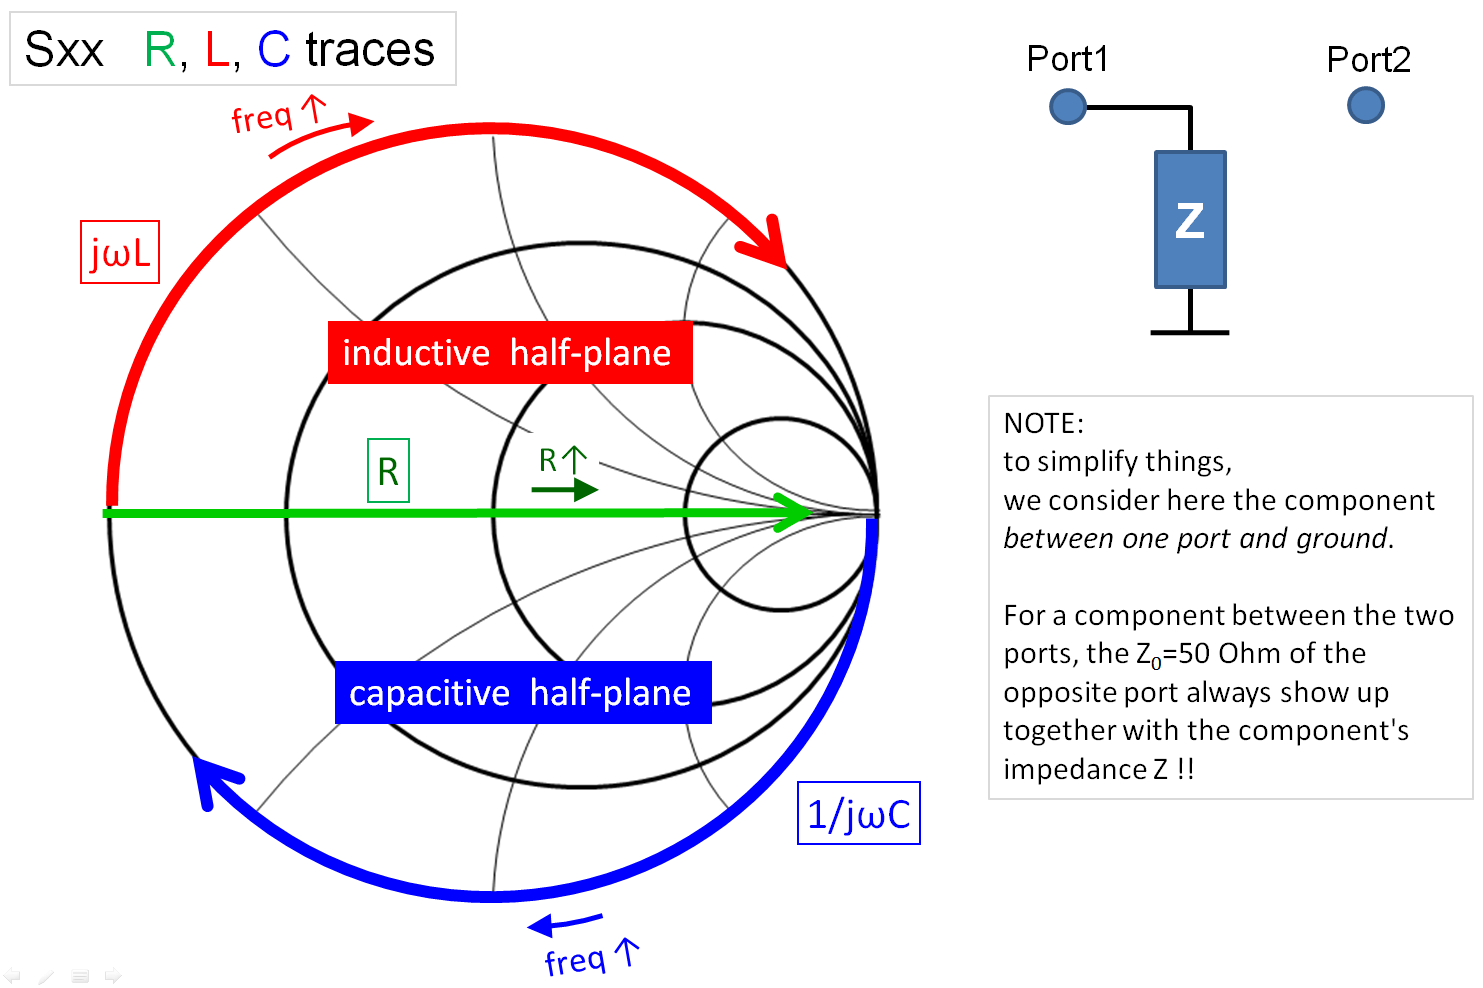 Sxx R, L, C traces
Port1
Port2
freq ↑
jωL
Z
inductive half-plane
R
R↑
NOTE:
to simplify things,
we consider here the component
between one port and ground.
For a component between the two
ports, the Z₀=50 Ohm of the
opposite port always show up
together with the component's
impedance Z !!
capacitive half-plane
1/jωC
freq ↑